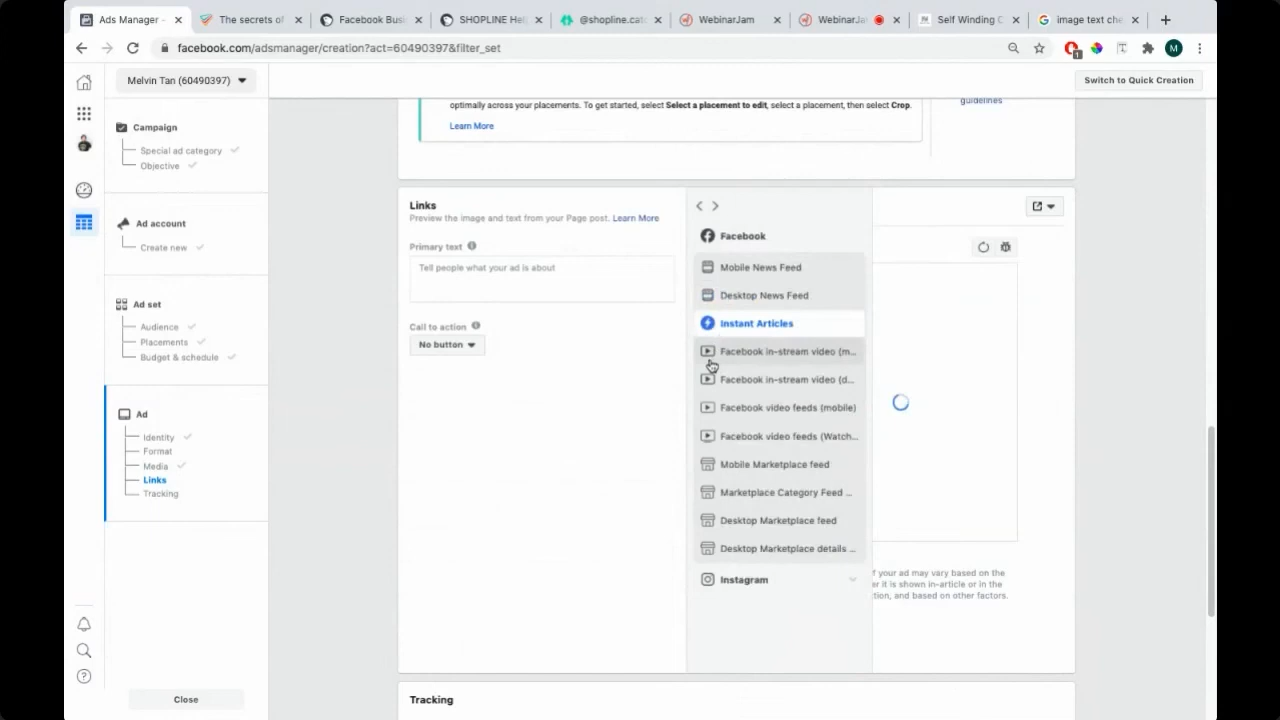 Ads Manager -
The secrets of
Facebook Busi
SHOPLINE Help
@shopline.cat
WebinarJam
WebinarJa
Self Winding C
image text che
facebook.com/adsmanager/creation?act=60490397&filter_set
1
M
Melvin Tan (60490397)
Switch to Quick Creation
Campaign
Special ad category
Objective
Ad account
Create new
Ad set
Audience
Placements
Budget & schedule
Ad
Identity
Format
Media
Links
Tracking
Close
optimally across your placements. To get started, select Select a placement to edit, select a placement, then select Crop.
Learn More
guidelines
Links
Preview the image and text from your Page post. Learn More
Primary text
Tell people what your ad is about
Call to action
No button
Facebook
Mobile News Feed
Desktop News Feed
Instant Articles
Facebook in-stream video (m...
Facebook in-stream video (d...
Facebook video feeds (mobile)
Facebook video feeds (Watch...
Mobile Marketplace feed
Marketplace Category Feed ...
Desktop Marketplace feed
Desktop Marketplace details ...
Instagram
f your ad may vary based on the
er it is shown in-article or in the
tion, and based on other factors.
Tracking